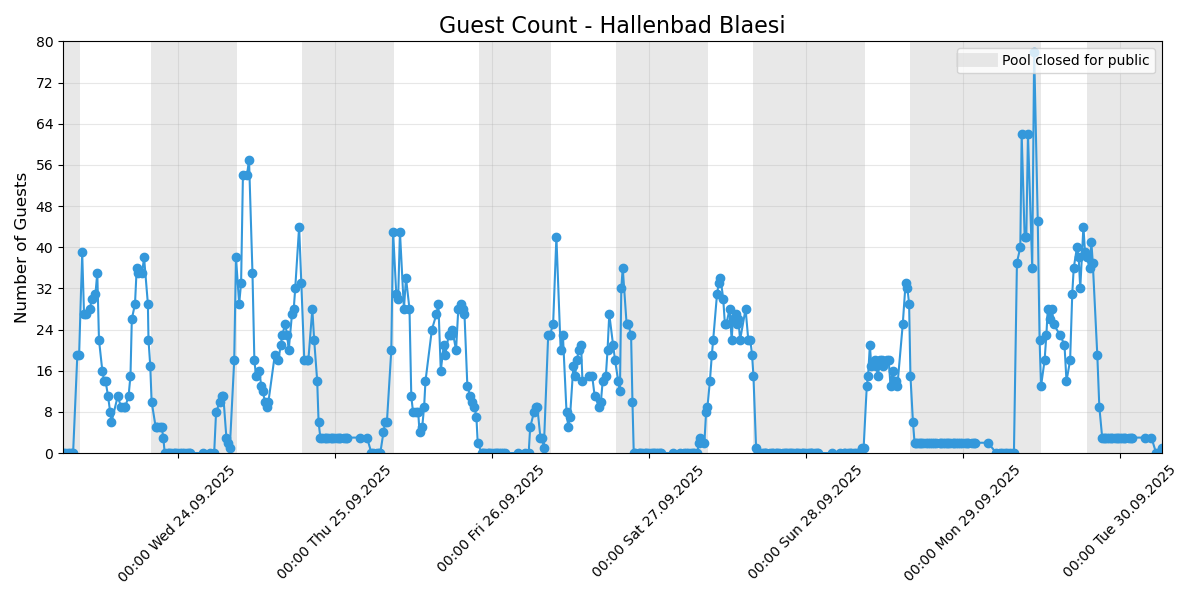 Guest Count - Hallenbad Blaesi
Pool closed for public
Number of Guests
80
72
64
56
48
40
32
24
16
8
0
00:00 Wed 24.09.2025
00:00 Thu 25.09.2025
00:00 Fri 26.09.2025
00:00 Sat 27.09.2025
00:00 Sun 28.09.2025
00:00 Mon 29.09.2025
00:00 Tue 30.09.2025